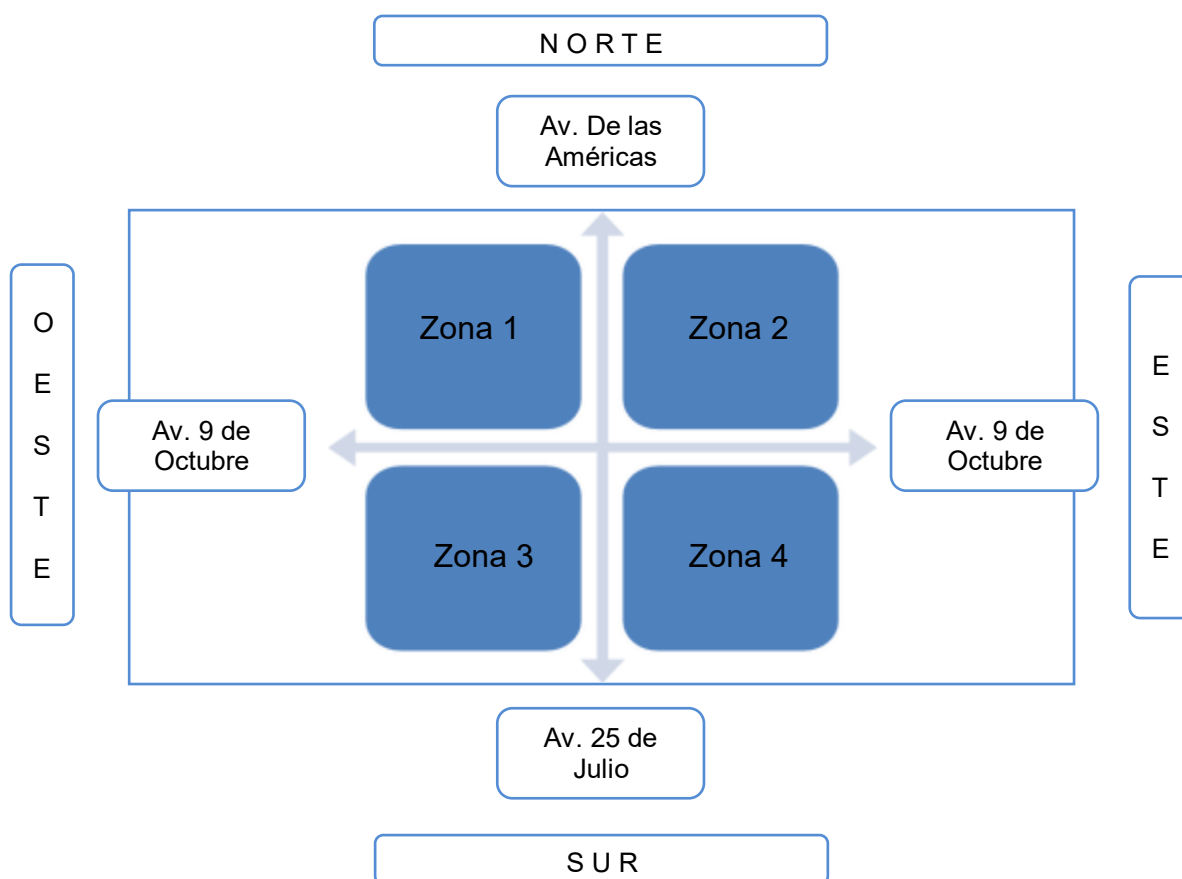 N O R T E
Av. De las
Américas
Zona 1
Zona 2
O
E
S
T
E
Av. 9 de
Octubre
Av. 9 de
Octubre
E
S
T
E
Zona 3
Zona 4
Av. 25 de
Julio
S U R